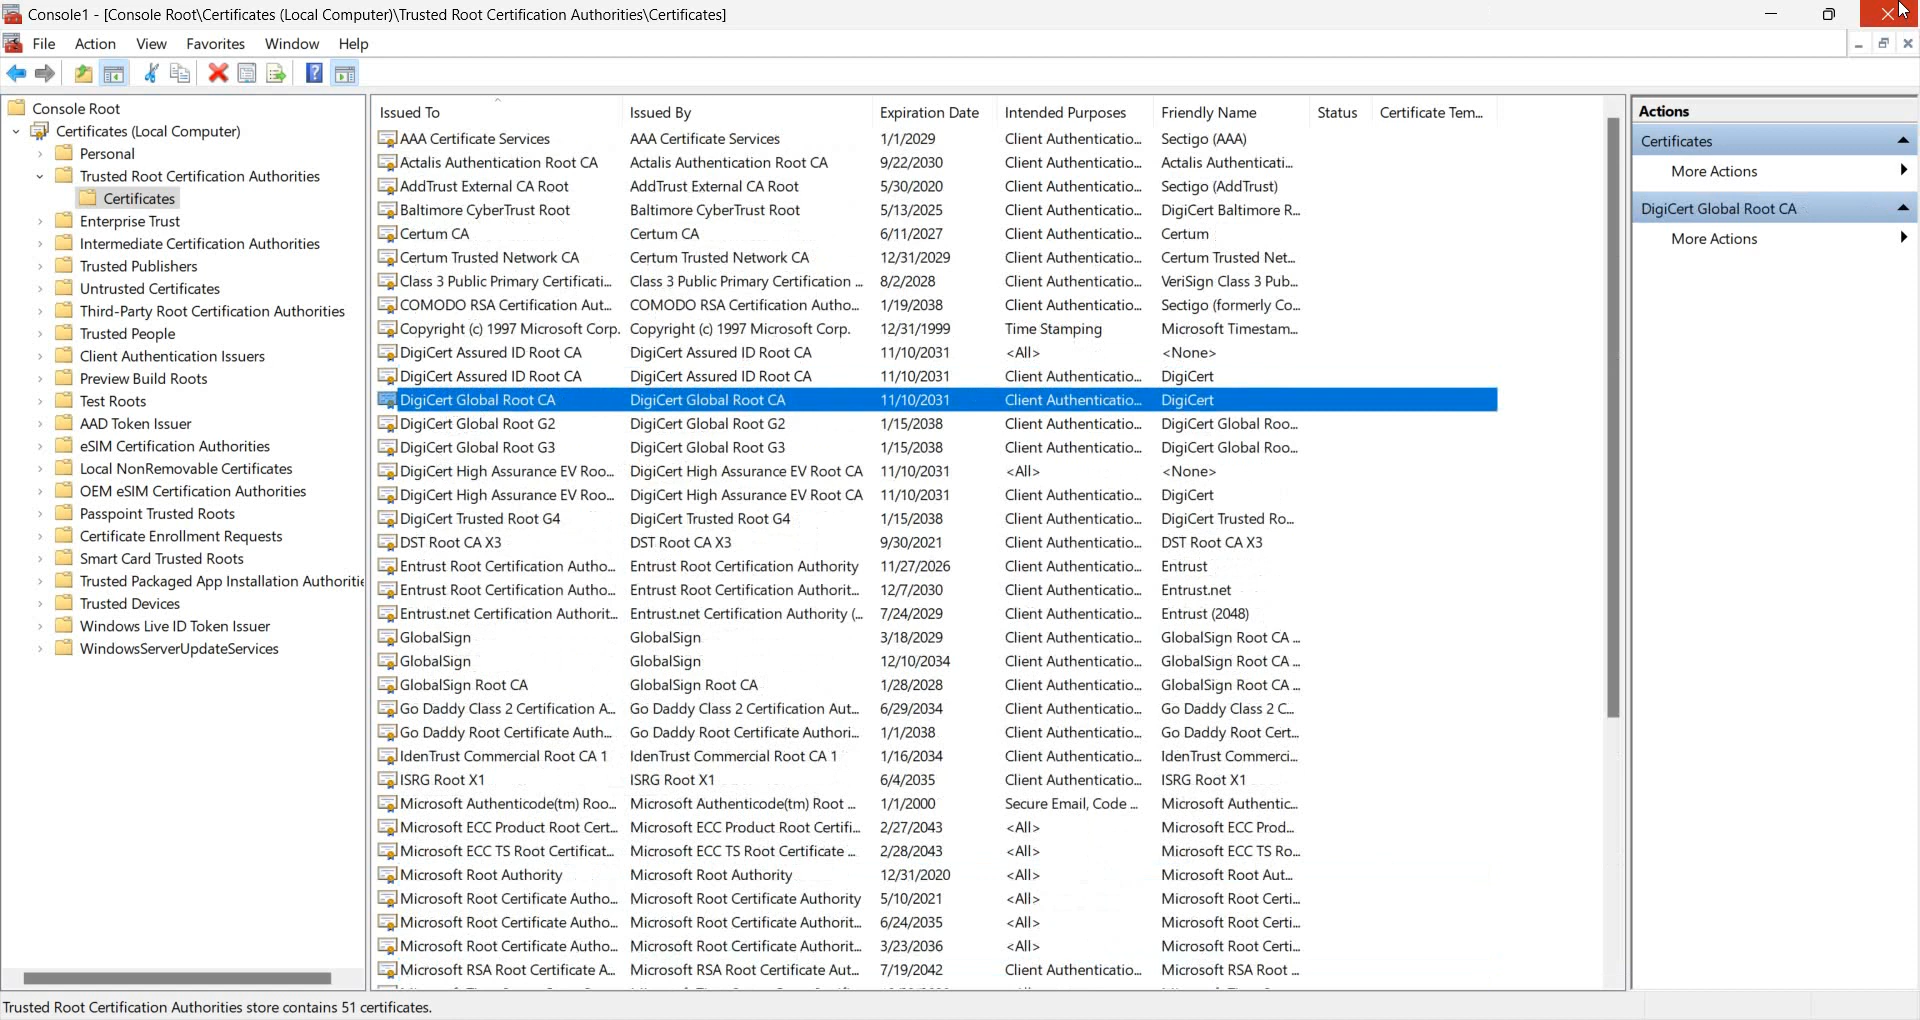 Console1 - [Console Root\Certificates (Local Computer)\Trusted Root Certification Authorities\Certificates]
File Action View Favorites Window Help
Console Root
Certificates (Local Computer)
Personal
Trusted Root Certification Authorities
Certificates
Enterprise Trust
Intermediate Certification Authorities
Trusted Publishers
Untrusted Certificates
Third-Party Root Certification Authorities
Trusted People
Client Authentication Issuers
Preview Build Roots
Test Roots
AAD Token Issuer
eSIM Certification Authorities
Local NonRemovable Certificates
OEM eSIM Certification Authorities
Passpoint Trusted Roots
Certificate Enrollment Requests
Smart Card Trusted Roots
Trusted Packaged App Installation Authoritie
Trusted Devices
Windows Live ID Token Issuer
WindowsServerUpdateServices
Issued To Issued By Expiration Date Intended Purposes Friendly Name Status Certificate Tem...
AAA Certificate Services AAA Certificate Services 1/1/2029 Client Authenticatio... Sectigo (AAA)
Actalis Authentication Root CA Actalis Authentication Root CA 9/22/2030 Client Authenticatio... Actalis Authenticati...
AddTrust External CA Root AddTrust External CA Root 5/30/2020 Client Authenticatio... Sectigo (AddTrust)
Baltimore CyberTrust Root Baltimore CyberTrust Root 5/13/2025 Client Authenticatio... DigiCert Baltimore R...
Certum CA Certum CA 6/11/2027 Client Authenticatio... Certum
Certum Trusted Network CA Certum Trusted Network CA 12/31/2029 Client Authenticatio... Certum Trusted Net...
Class 3 Public Primary Certificati... Class 3 Public Primary Certification ... 8/2/2028 Client Authenticatio... VeriSign Class 3 Pub...
COMODO RSA Certification Aut... COMODO RSA Certification Autho... 1/19/2038 Client Authenticatio... Sectigo (formerly Co...
Copyright (c) 1997 Microsoft Corp. Copyright (c) 1997 Microsoft Corp. 12/31/1999 Time Stamping Microsoft Timestam...
DigiCert Assured ID Root CA DigiCert Assured ID Root CA 11/10/2031 <All> <None>
DigiCert Assured ID Root CA DigiCert Assured ID Root CA 11/10/2031 Client Authenticatio... DigiCert
DigiCert Global Root CA DigiCert Global Root CA 11/10/2031 Client Authenticatio... DigiCert
DigiCert Global Root G2 DigiCert Global Root G2 1/15/2038 Client Authenticatio... DigiCert Global Roo...
DigiCert Global Root G3 DigiCert Global Root G3 1/15/2038 Client Authenticatio... DigiCert Global Roo...
DigiCert High Assurance EV Roo... DigiCert High Assurance EV Root CA 11/10/2031 <All> <None>
DigiCert High Assurance EV Roo... DigiCert High Assurance EV Root CA 11/10/2031 Client Authenticatio... DigiCert
DigiCert Trusted Root G4 DigiCert Trusted Root G4 1/15/2038 Client Authenticatio... DigiCert Trusted Ro...
DST Root CA X3 DST Root CA X3 9/30/2021 Client Authenticatio... DST Root CA X3
Entrust Root Certification Autho... Entrust Root Certification Authority 11/27/2026 Client Authenticatio... Entrust
Entrust Root Certification Autho... Entrust Root Certification Authorit... 12/7/2030 Client Authenticatio... Entrust.net
Entrust.net Certification Authorit... Entrust.net Certification Authority (... 7/24/2029 Client Authenticatio... Entrust (2048)
GlobalSign GlobalSign 3/18/2029 Client Authenticatio... GlobalSign Root CA ...
GlobalSign GlobalSign 12/10/2034 Client Authenticatio... GlobalSign Root CA ...
GlobalSign Root CA GlobalSign Root CA 1/28/2028 Client Authenticatio... GlobalSign Root CA ...
Go Daddy Class 2 Certification A... Go Daddy Class 2 Certification Aut... 6/29/2034 Client Authenticatio... Go Daddy Class 2 C...
Go Daddy Root Certificate Auth... Go Daddy Root Certificate Authori... 1/1/2038 Client Authenticatio... Go Daddy Root Cert...
IdenTrust Commercial Root CA 1 IdenTrust Commercial Root CA 1 1/16/2034 Client Authenticatio... IdenTrust Commerci...
ISRG Root X1 ISRG Root X1 6/4/2035 Client Authenticatio... ISRG Root X1
Microsoft Authenticode(tm) Roo... Microsoft Authenticode(tm) Root ... 1/1/2000 Secure Email, Code ... Microsoft Authentic...
Microsoft ECC Product Root Cert... Microsoft ECC Product Root Certifi... 2/27/2043 <All> Microsoft ECC Prod...
Microsoft ECC TS Root Certificat... Microsoft ECC TS Root Certificate ... 2/28/2043 <All> Microsoft ECC TS Ro...
Microsoft Root Authority Microsoft Root Authority 12/31/2020 <All> Microsoft Root Aut...
Microsoft Root Certificate Autho... Microsoft Root Certificate Authority 5/10/2021 <All> Microsoft Root Certi...
Microsoft Root Certificate Autho... Microsoft Root Certificate Authorit... 6/24/2035 <All> Microsoft Root Certi...
Microsoft Root Certificate Autho... Microsoft Root Certificate Authorit... 3/23/2036 <All> Microsoft Root Certi...
Microsoft RSA Root Certificate A... Microsoft RSA Root Certificate Aut... 7/19/2042 Client Authenticatio... Microsoft RSA Root ...
Actions
Certificates
More Actions
DigiCert Global Root CA
More Actions
Trusted Root Certification Authorities store contains 51 certificates.